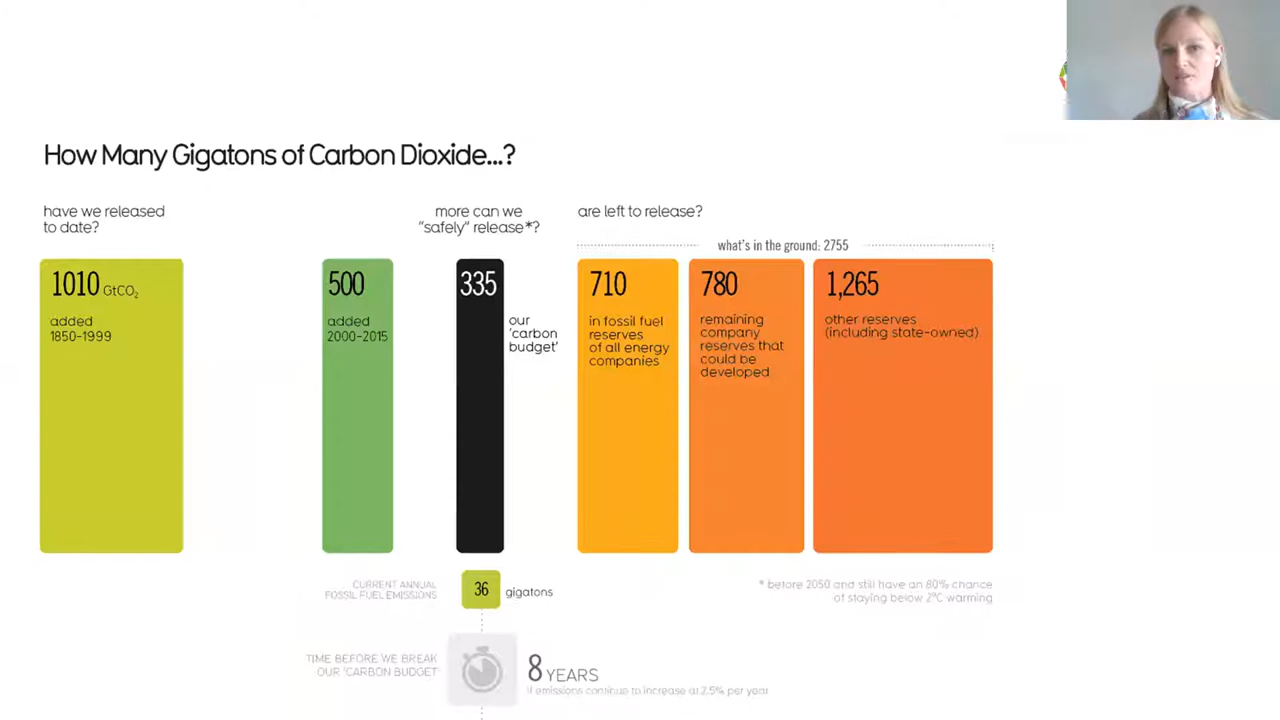 How Many Gigatons of Carbon Dioxide...?
have we released
to date?
more can we
"safely" release*?
are left to release?
what's in the ground: 2755
1010 GtCO₂
added
1850-1999
500
added
2000-2015
335
our
'carbon
budget'
710
in fossil fuel
reserves
of all energy
companies
780
remaining
company
reserves that
could be
developed
1,265
other reserves
(including state-owned)
CURRENT ANNUAL
FOSSIL FUEL EMISSIONS
36
gigatons
* before 2050 and still have an 80% chance
of staying below 2°C warming
TIME BEFORE WE BREAK
OUR 'CARBON BUDGET'
8 YEARS
if emissions continue to increase at 2.5% per year